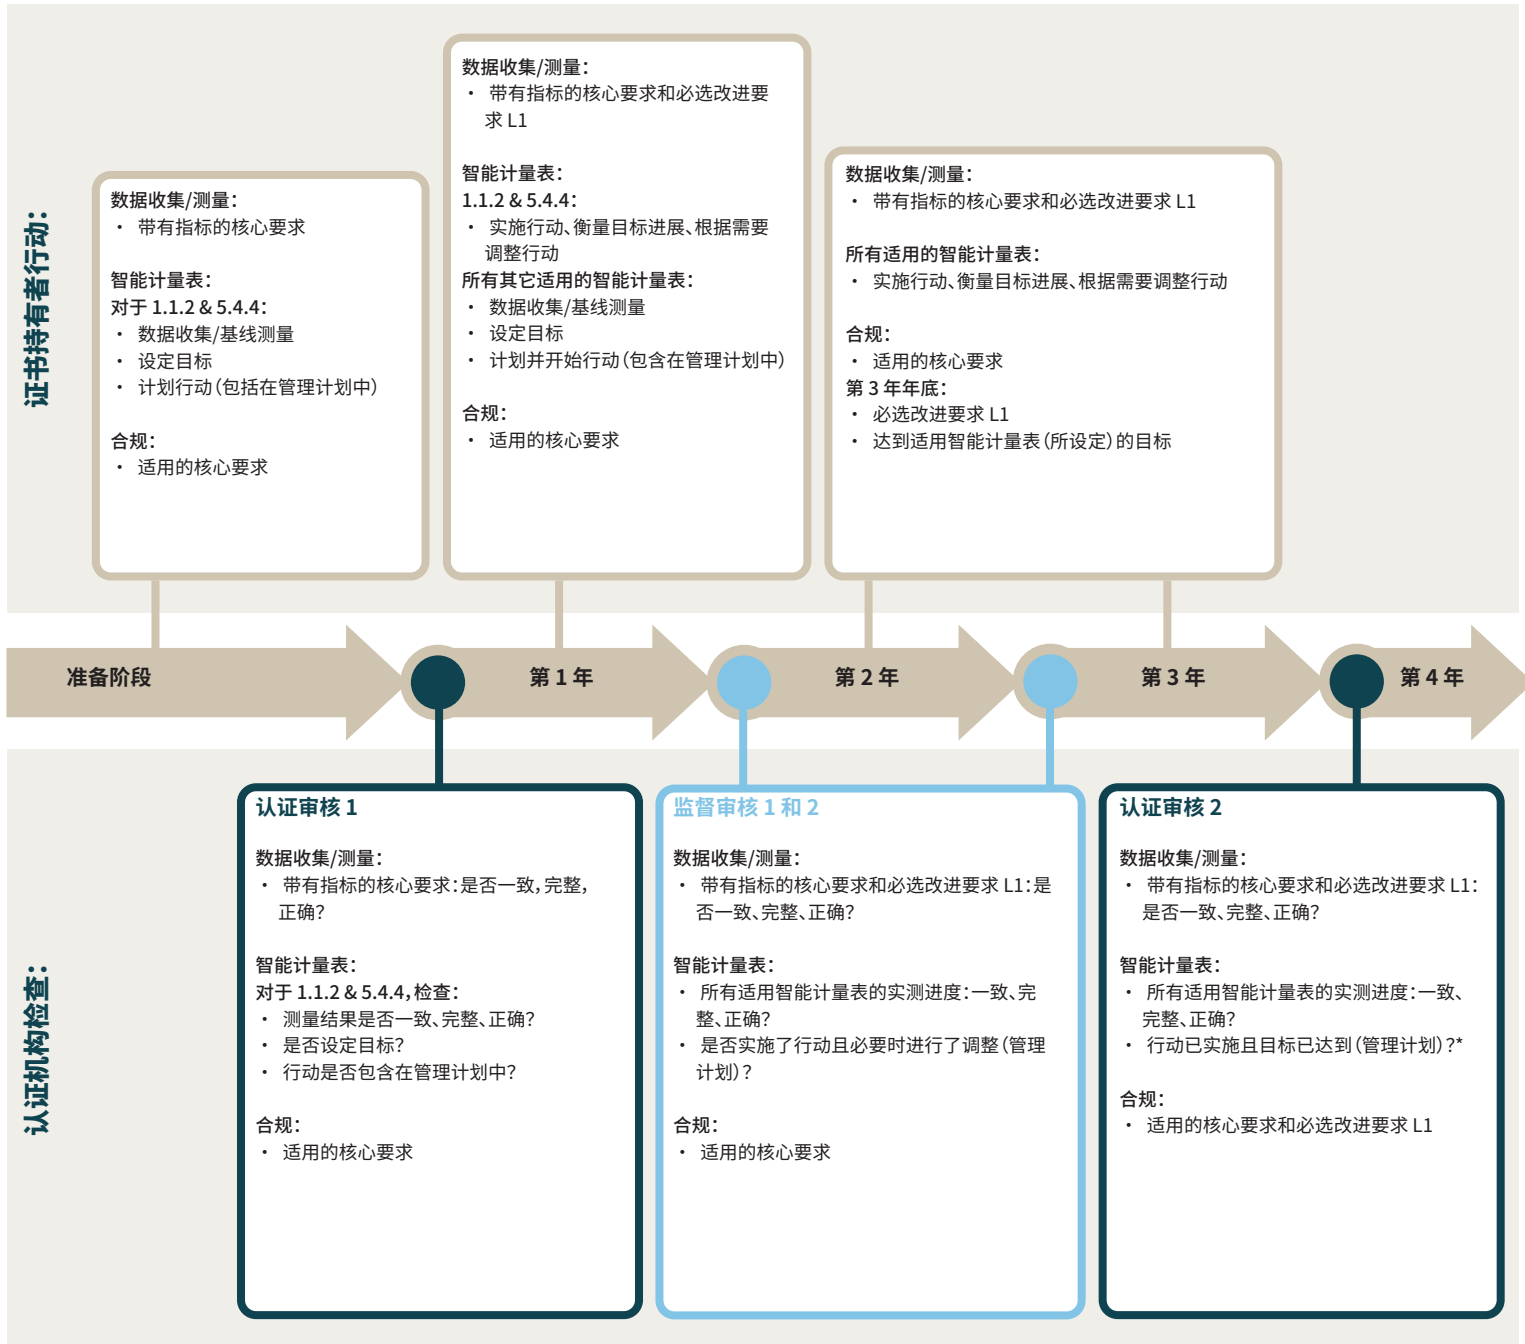 证书持有者行动：
数据收集/测量：
· 带有指标的核心要求
智能计量表：
对于 1.1.2 & 5.4.4：
· 数据收集/基线测量
· 设定目标
· 计划行动（包括在管理计划中）
合规：
· 适用的核心要求
数据收集/测量：
· 带有指标的核心要求和必选改进要
求 L1
智能计量表：
1.1.2 & 5.4.4：
· 实施行动、衡量目标进展、根据需要
调整行动
所有其它适用的智能计量表：
· 数据收集/基线测量
· 设定目标
· 计划并开始行动（包含在管理计划中）
合规：
· 适用的核心要求
数据收集/测量：
· 带有指标的核心要求和必选改进要求 L1
所有适用的智能计量表：
· 实施行动、衡量目标进展、根据需要调整行动
合规：
· 适用的核心要求
第 3 年年底：
· 必选改进要求 L1
· 达到适用智能计量表（所设定）的目标
准备阶段
第 1 年
第 2 年
第 3 年
第 4 年
认证机构检查：
认证审核 1
数据收集/测量：
· 带有指标的核心要求：是否一致，完整，
正确？
智能计量表：
对于 1.1.2 & 5.4.4，检查：
· 测量结果是否一致、完整、正确？
· 是否设定目标？
· 行动是否包含在管理计划中？
合规：
· 适用的核心要求
监督审核 1 和 2
数据收集/测量：
· 带有指标的核心要求和必选改进要求 L1：是
否一致、完整、正确？
智能计量表：
· 所有适用智能计量表的实测进度：一致、完
整、正确？
· 是否实施了行动且必要时进行了调整（管理
计划）？
合规：
· 适用的核心要求
认证审核 2
数据收集/测量：
· 带有指标的核心要求和必选改进要求 L1：
是否一致、完整、正确？
智能计量表：
· 所有适用智能计量表的实测进度：一致、
完整、正确？
· 行动已实施且目标已达到（管理计划）？*
合规：
· 适用的核心要求和必选改进要求 L1